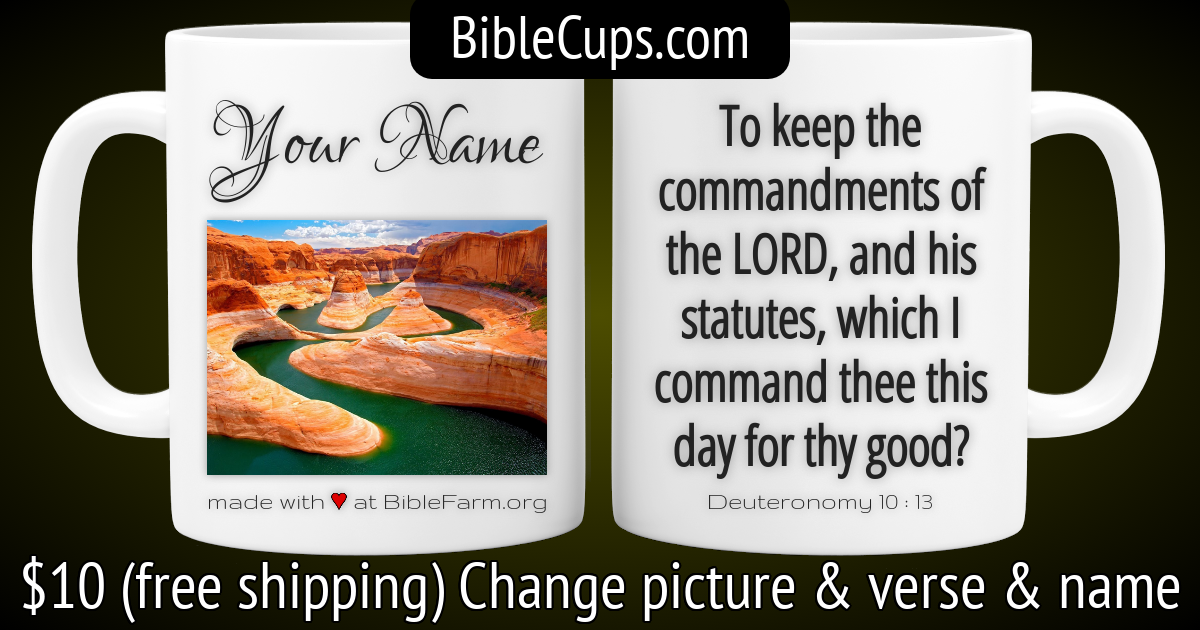 BibleCups.com
Your Name
made with ♥ at BibleFarm.org
To keep the
commandments of
the LORD, and his
statutes, which I
command thee this
day for thy good?
Deuteronomy 10 : 13
$10 (free shipping) Change picture & verse & name